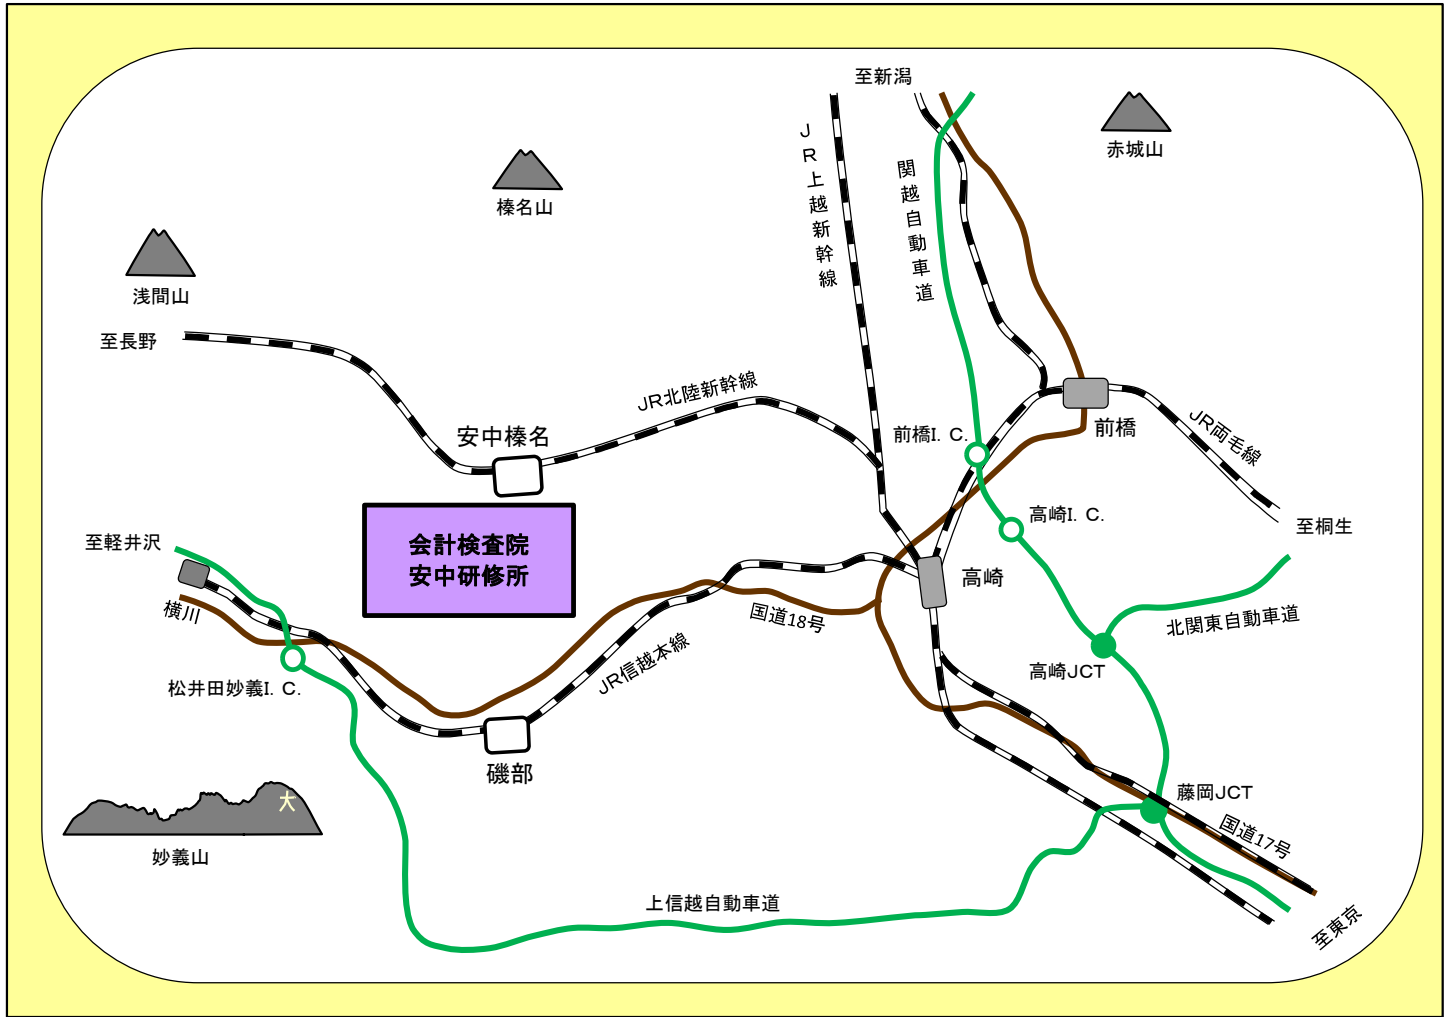 至新潟
赤城山
JR上越新幹線
関越自動車道
榛名山
浅間山
至長野
JR北陸新幹線
安中榛名
前橋I. C.
前橋
JR両毛線
会計検査院
安中研修所
高崎I. C.
至桐生
至軽井沢
高崎
横川
国道18号
北関東自動車道
JR信越本線
高崎JCT
松井田妙義I. C.
磯部
大
藤岡JCT
国道17号
妙義山
上信越自動車道
至東京